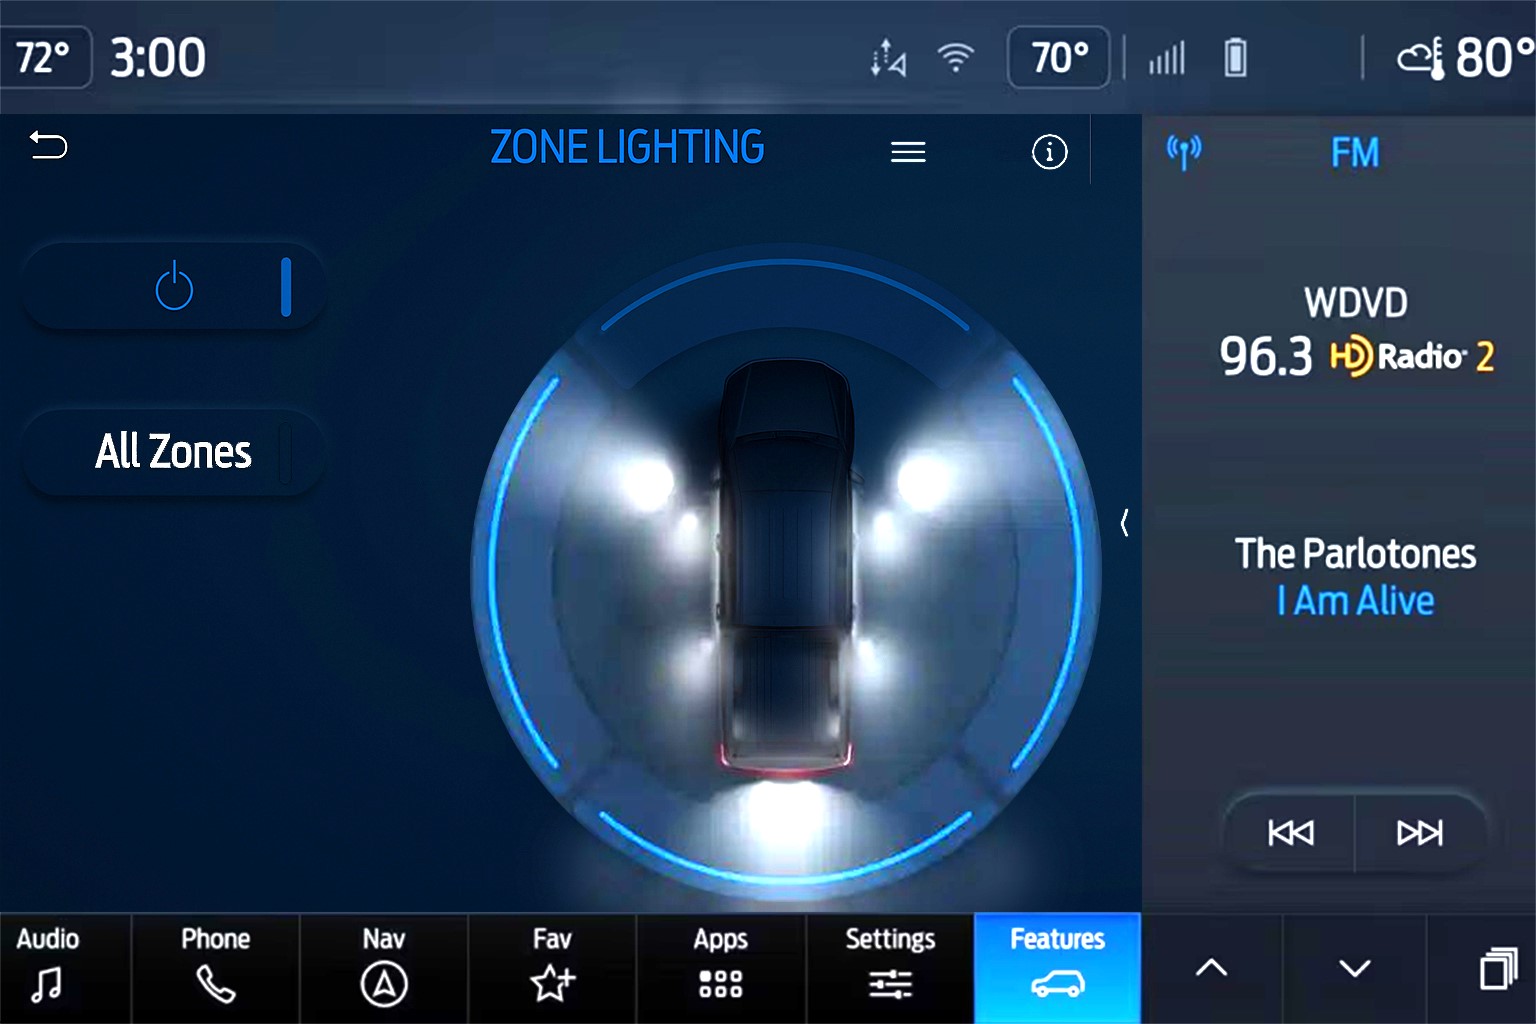 72° 3:00 70° 80°
ZONE LIGHTING
FM
All Zones
WDVD
96.3 HD Radio 2
The Parlotones
I Am Alive
Audio Phone Nav Fav Apps Settings Features